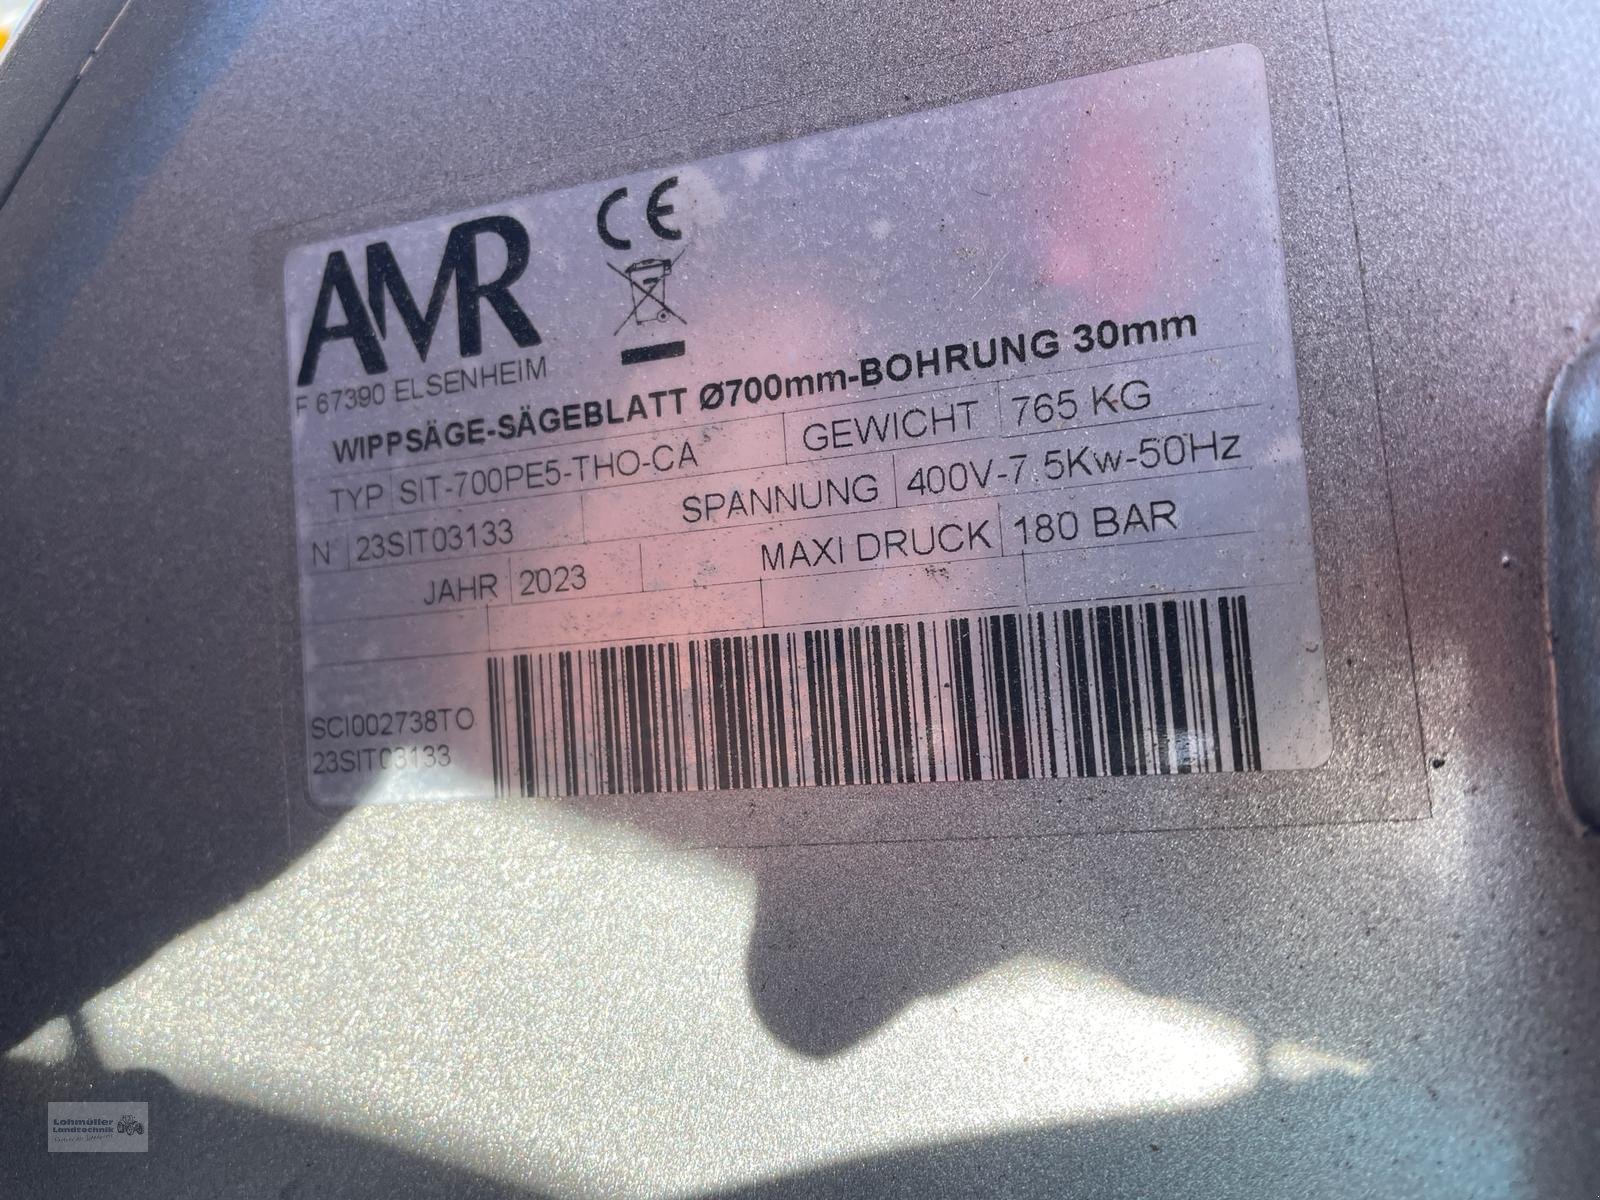 AMR
CE
F 67390 ELSENHEIM
WIPPSÄGE-SÄGEBLATT Ø700mm-BOHRUNG 30mm
TYP SIT-700PE5-THO-CA GEWICHT 765 KG
N° 23SIT03133 SPANNUNG 400V-7.5Kw-50Hz
JAHR 2023 MAXI DRUCK 180 BAR
SCI002738TO
23SIT03133
Lohmüller
Landtechnik